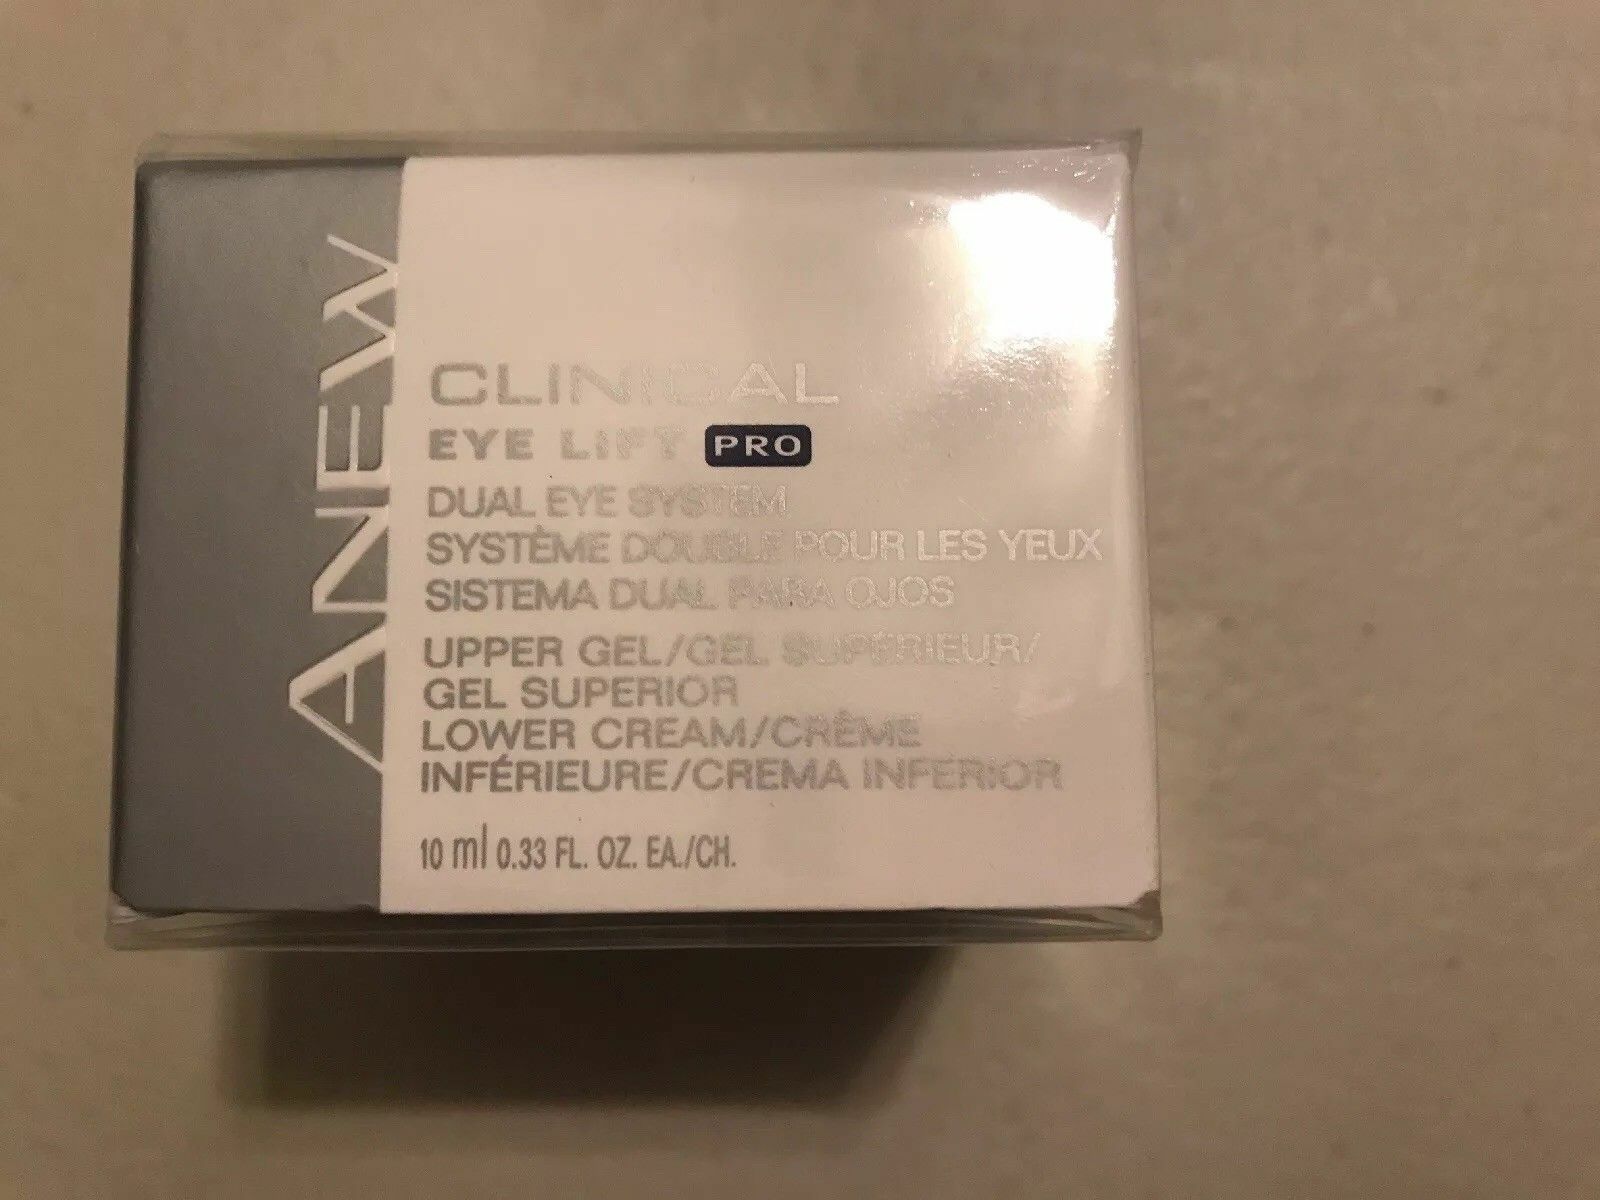 ANEW
CLINICAL
EYE LIFT PRO
DUAL EYE SYSTEM
SYSTÈME DOUBLE POUR LES YEUX
SISTEMA DUAL PARA OJOS
UPPER GEL/GEL SUPÉRIEUR/
GEL SUPERIOR
LOWER CREAM/CRÈME
INFÉRIEURE/CREMA INFERIOR
10 ml 0.33 FL. OZ. EA./CH.